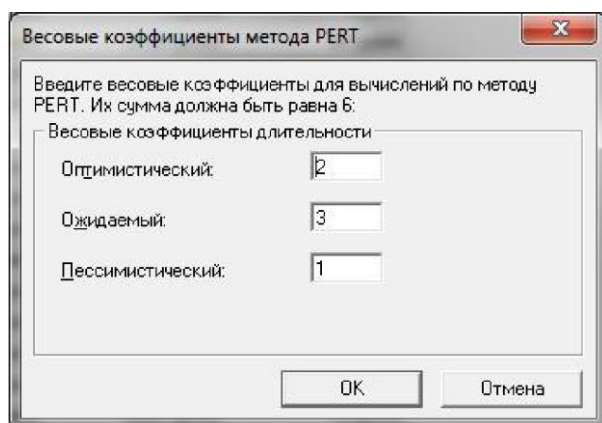 Весовые коэффициенты метода PERT
Введите весовые коэффициенты для вычислений по методу
PERT. Их сумма должна быть равна 6:
Весовые коэффициенты длительности
Оптимистический: 2
Ожидаемый: 3
Пессимистический: 1
OK Отмена